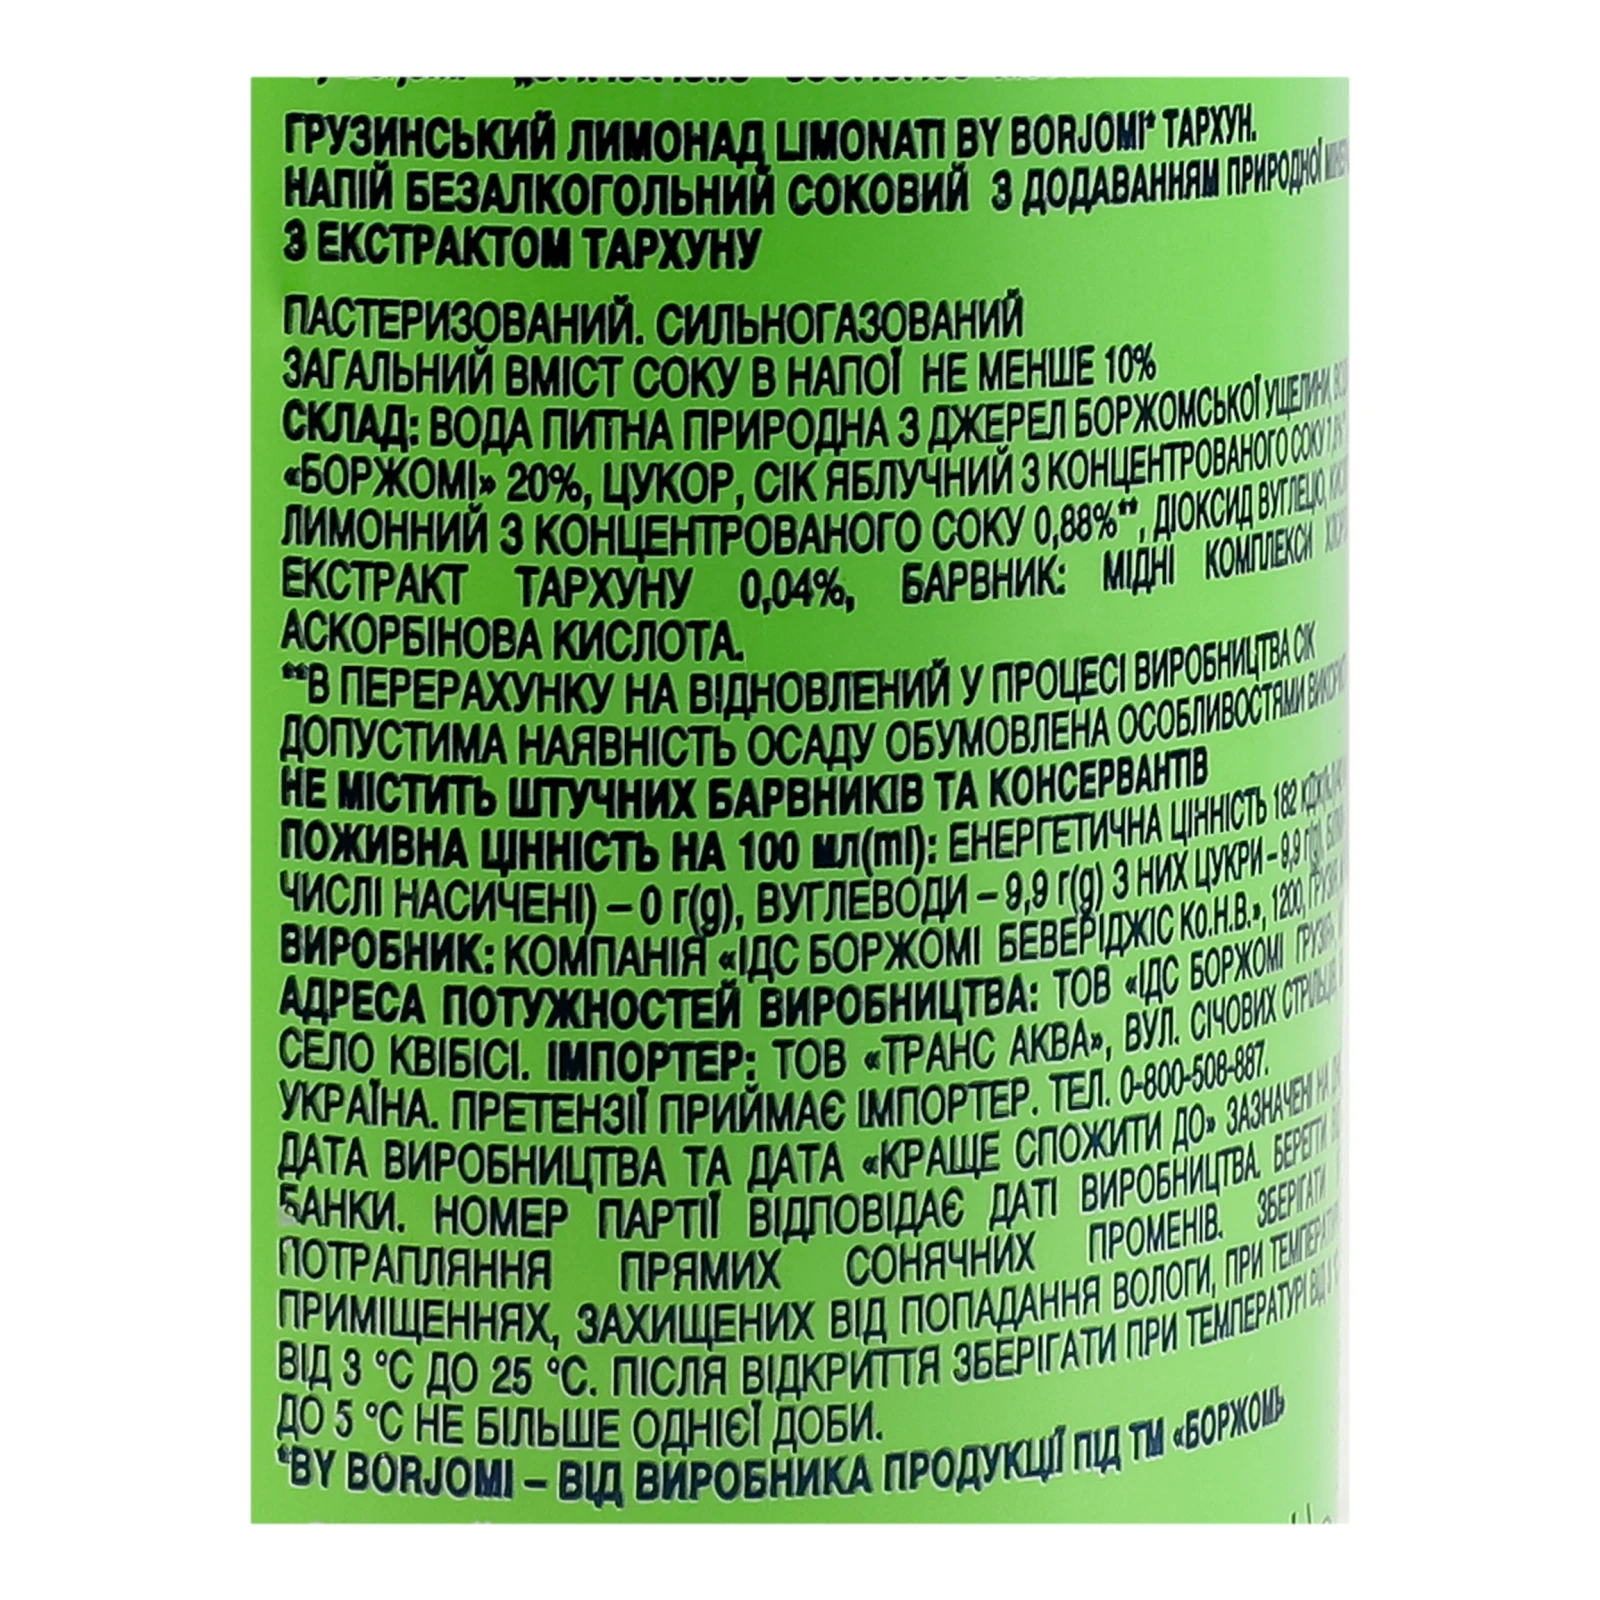 ГРУЗИНСЬКИЙ ЛИМОНАД LIMONATI BY BORJOMI* ТАРХУН.
НАПІЙ БЕЗАЛКОГОЛЬНИЙ СОКОВИЙ З ДОДАВАННЯМ ПРИРОДНОЇ
З ЕКСТРАКТОМ ТАРХУНУ
ПАСТЕРИЗОВАНИЙ. СИЛЬНОГАЗОВАНИЙ
ЗАГАЛЬНИЙ ВМІСТ СОКУ В НАПОЇ НЕ МЕНШЕ 10%
СКЛАД: ВОДА ПИТНА ПРИРОДНА З ДЖЕРЕЛ БОРЖОМСЬКОЇ УЩЕЛИНИ,
«БОРЖОМІ» 20%, ЦУКОР, СІК ЯБЛУЧНИЙ З КОНЦЕНТРОВАНОГО СОКУ
ЛИМОННИЙ З КОНЦЕНТРОВАНОГО СОКУ 0,88%**, ДІОКСИД ВУГЛЕЦЮ,
ЕКСТРАКТ ТАРХУНУ 0,04%, БАРВНИК: МІДНІ КОМПЛЕКСИ
АСКОРБІНОВА КИСЛОТА.
**В ПЕРЕРАХУНКУ НА ВІДНОВЛЕНИЙ У ПРОЦЕСІ ВИРОБНИЦТВА СІК
ДОПУСТИМА НАЯВНІСТЬ ОСАДУ ОБУМОВЛЕНА ОСОБЛИВОСТЯМИ
НЕ МІСТИТЬ ШТУЧНИХ БАРВНИКІВ ТА КОНСЕРВАНТІВ
ПОЖИВНА ЦІННІСТЬ НА 100 мл(ml): ЕНЕРГЕТИЧНА ЦІННІСТЬ 182
ЧИСЛІ НАСИЧЕНІ) – 0 г(g), ВУГЛЕВОДИ – 9,9 г(g) З НИХ ЦУКРИ – 9,9 г(g),
ВИРОБНИК: КОМПАНІЯ «ІДС БОРЖОМІ БЕВЕРІДЖІС Ко.Н.В.», 1200,
АДРЕСА ПОТУЖНОСТЕЙ ВИРОБНИЦТВА: ТОВ «ІДС БОРЖОМІ
СЕЛО КВІБІСІ. ІМПОРТЕР: ТОВ «ТРАНС АКВА», ВУЛ. СІЧОВИХ СТРІЛЬЦІВ,
УКРАЇНА. ПРЕТЕНЗІЇ ПРИЙМАЄ ІМПОРТЕР. ТЕЛ. 0-800-508-887.
ДАТА ВИРОБНИЦТВА ТА ДАТА «КРАЩЕ СПОЖИТИ ДО» ЗАЗНАЧЕНІ НА
БАНКИ. НОМЕР ПАРТІЇ ВІДПОВІДАЄ ДАТІ ВИРОБНИЦТВА. БЕРЕГТИ
ПОТРАПЛЯННЯ ПРЯМИХ СОНЯЧНИХ ПРОМЕНІВ. ЗБЕРІГАТИ
ПРИМІЩЕННЯХ, ЗАХИЩЕНИХ ВІД ПОПАДАННЯ ВОЛОГИ, ПРИ
ВІД 3 °С ДО 25 °С. ПІСЛЯ ВІДКРИТТЯ ЗБЕРІГАТИ ПРИ ТЕМПЕРАТУРІ ВІД
ДО 5 °С НЕ БІЛЬШЕ ОДНІЄЇ ДОБИ.
*BY BORJOMI – ВІД ВИРОБНИКА ПРОДУКЦІЇ ПІД ТМ «БОРЖОМІ»